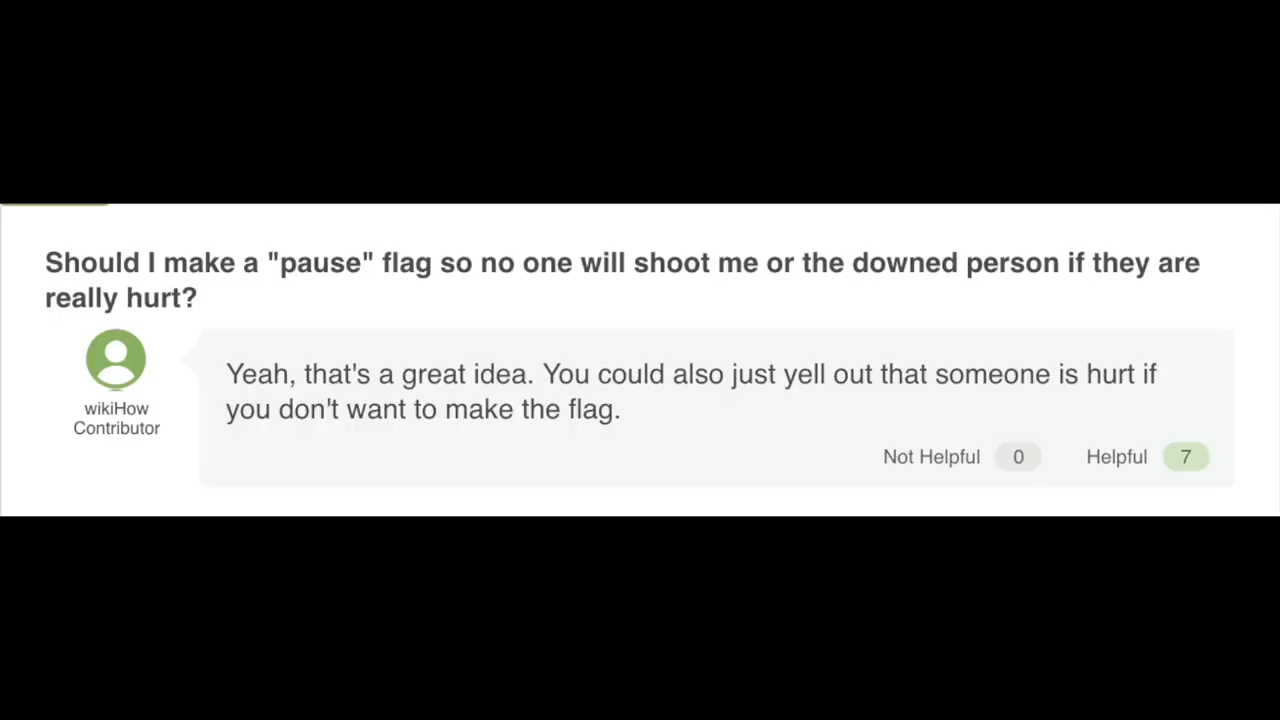 Should I make a "pause" flag so no one will shoot me or the downed person if they are
really hurt?
wikiHow
Contributor
Yeah, that's a great idea. You could also just yell out that someone is hurt if
you don't want to make the flag.
Not Helpful 0 Helpful 7